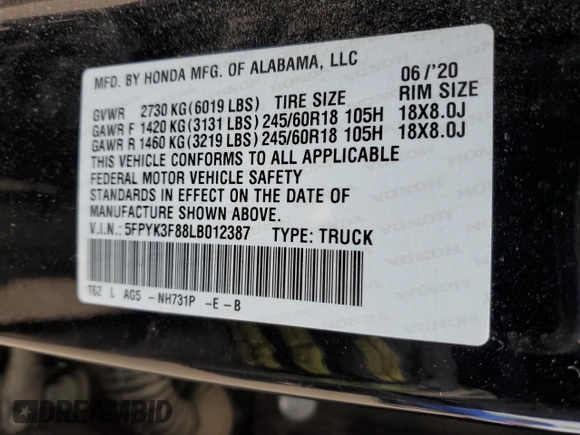 MFD. BY HONDA MFG. OF ALABAMA, LLC 06/'20
GVWR 2730 KG (6019 LBS) TIRE SIZE RIM SIZE
GAWR F 1420 KG (3131 LBS) 245/60R18 105H 18X8.0J
GAWR R 1460 KG (3219 LBS) 245/60R18 105H 18X8.0J
THIS VEHICLE CONFORMS TO ALL APPLICABLE
FEDERAL MOTOR VEHICLE SAFETY
STANDARDS IN EFFECT ON THE DATE OF
MANUFACTURE SHOWN ABOVE.
V.I.N.: 5FPYK3F88LB012387 TYPE: TRUCK
T6Z L AG5 -NH731P -E-B
DREAMBID